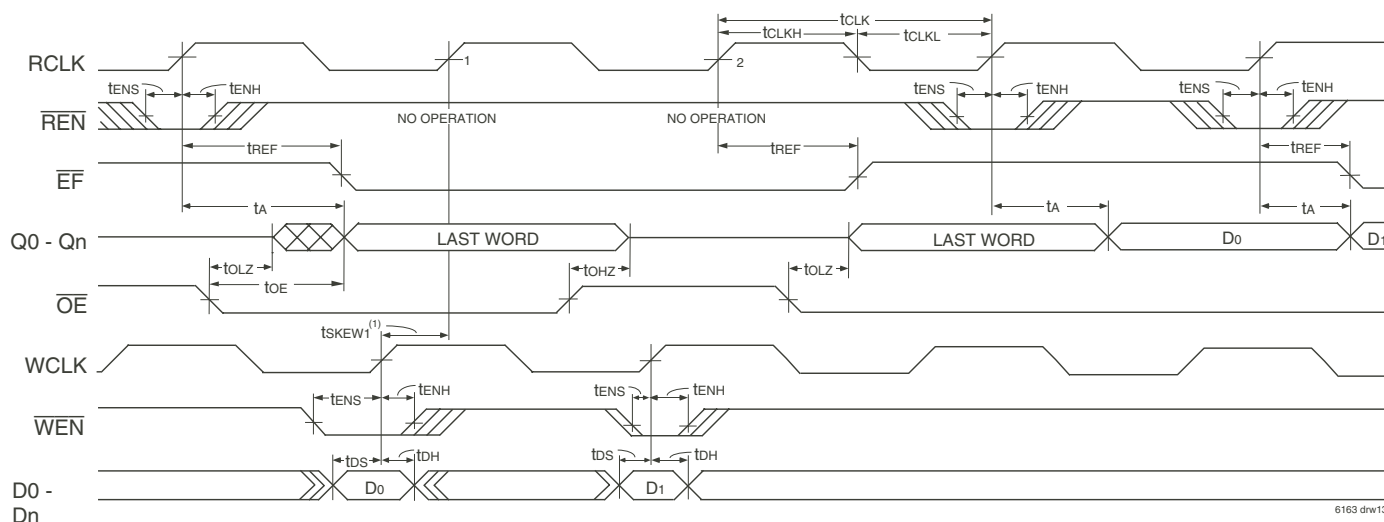 tCLK
tCLKH tCLKL
RCLK 1 2
tENS tENH tENS tENH tENS tENH
REN NO OPERATION NO OPERATION
tREF tREF tREF
EF
tA tA tA
Q0 - Qn LAST WORD LAST WORD D0 D1
tOLZ tOHZ tOLZ
tOE
OE
tSKEW1(1)
WCLK
tENS tENH tENS tENH
WEN
tDS tDH tDS tDH
D0 - Dn D0 D1
6163 drw13